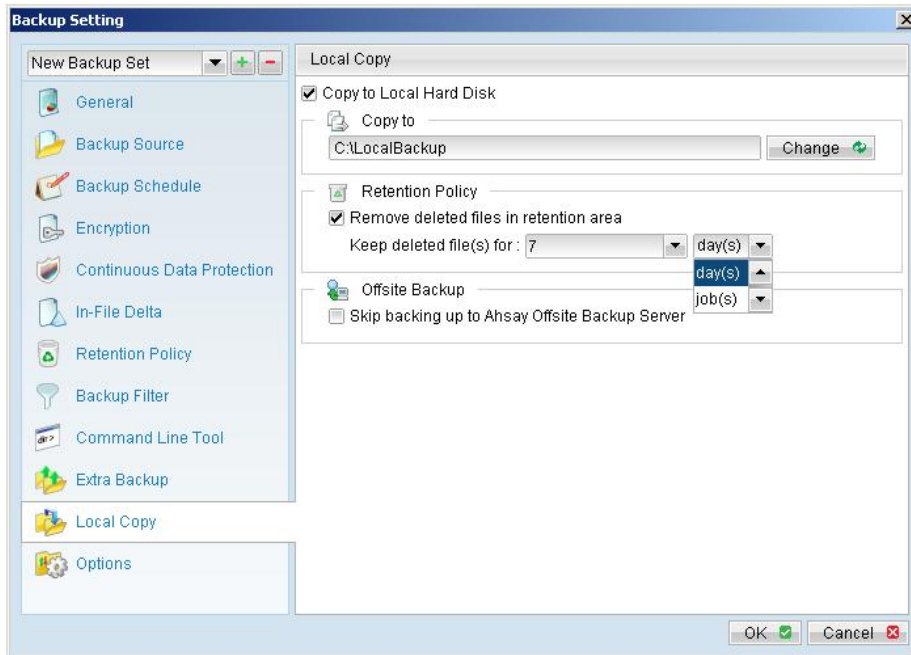 Backup Setting
New Backup Set
General
Backup Source
Backup Schedule
Encryption
Continuous Data Protection
In-File Delta
Retention Policy
Backup Filter
dir>
Command Line Tool
Extra Backup
Local Copy
Options
Local Copy
Copy to Local Hard Disk
Copy to
C:\LocalBackup
Change
Retention Policy
Remove deleted files in retention area
Keep deleted file(s) for : 7 day(s)
day(s)
job(s)
Offsite Backup
Skip backing up to Ahsay Offsite Backup Server
OK
Cancel